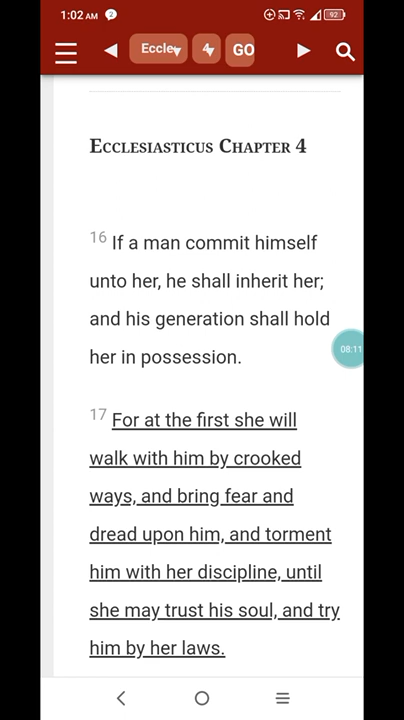 1:02 AM 2 92
Eccle 4 GO
ECCLESIASTICUS CHAPTER 4
16 If a man commit himself
unto her, he shall inherit her;
and his generation shall hold
her in possession.
08:11
17 For at the first she will
walk with him by crooked
ways, and bring fear and
dread upon him, and torment
him with her discipline, until
she may trust his soul, and try
him by her laws.